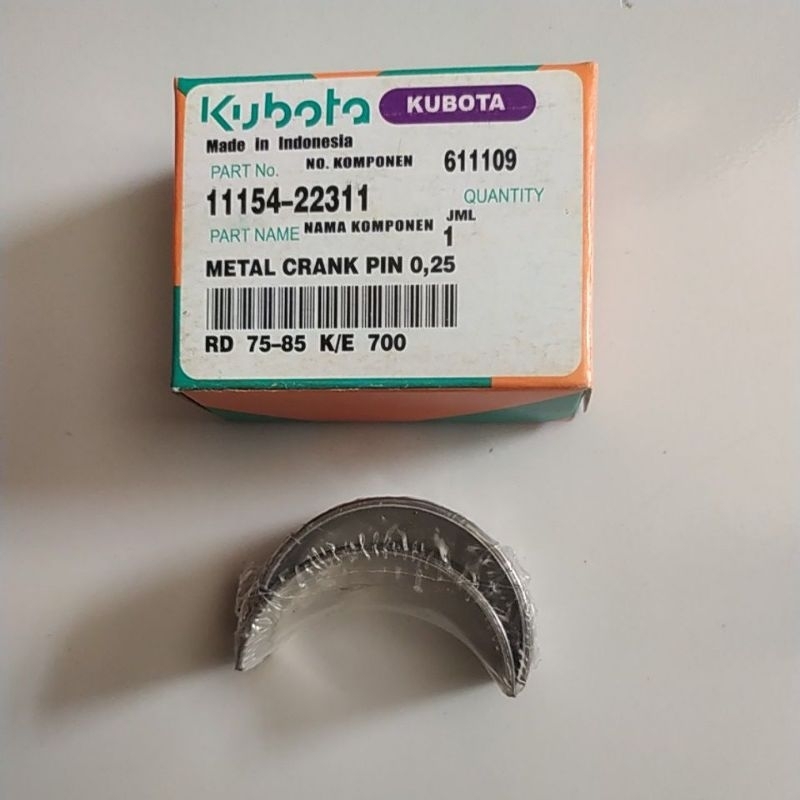 Kubota KUBOTA
Made in Indonesia
PART No. NO. KOMPONEN 611109
11154-22311 QUANTITY
JML
PART NAME NAMA KOMPONEN 1
METAL CRANK PIN 0,25
RD 75-85 K/E 700